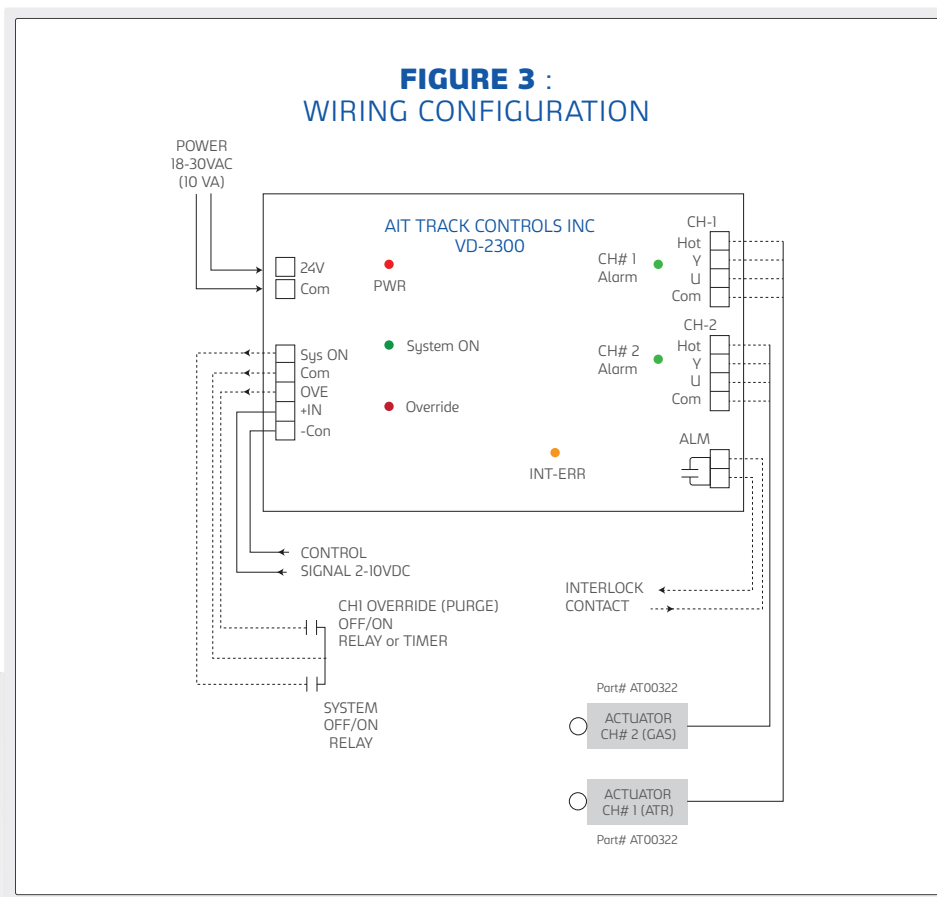 FIGURE 3 :
WIRING CONFIGURATION
POWER
18-30VAC
(10 VA)
AIT TRACK CONTROLS INC
VD-2300
24V
Com
PWR
CH# 1
Alarm
CH-1
Hot
Y
U
Com
Sys ON
Com
OVE
+IN
-Con
System ON
Override
CH# 2
Alarm
CH-2
Hot
Y
U
Com
INT-ERR
ALM
CONTROL
SIGNAL 2-10VDC
CH1 OVERRIDE (PURGE)
OFF/ON
RELAY or TIMER
SYSTEM
OFF/ON
RELAY
INTERLOCK
CONTACT
Part# AT00322
ACTUATOR
CH# 2 (GAS)
ACTUATOR
CH# 1 (ATR)
Part# AT00322